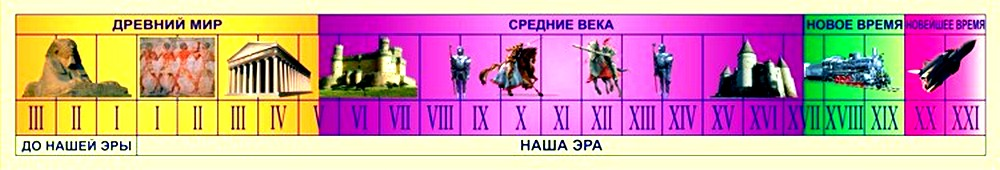 ДРЕВНИЙ МИР СРЕДНИЕ ВЕКА НОВОЕ ВРЕМЯ НОВЕЙШЕЕ ВРЕМЯ
III II I I II III IV V VI VII VIII IX X XI XII XIII XIV XV XVI XVII XVIII XIX XX XXI
ДО НАШЕЙ ЭРЫ НАША ЭРА